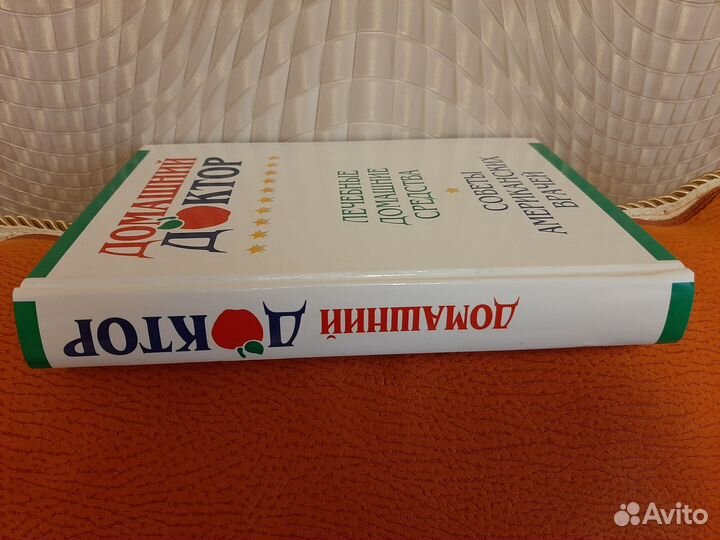 ДОМАШНИЙ
ДОКТОР
ЛЕЧЕБНЫЕ
ДОМАШНИЕ
СРЕДСТВА
СОВЕТЫ
АМЕРИКАНСКИХ
ВРАЧЕЙ
ДОМАШНИЙ
ДОКТОР
Avito